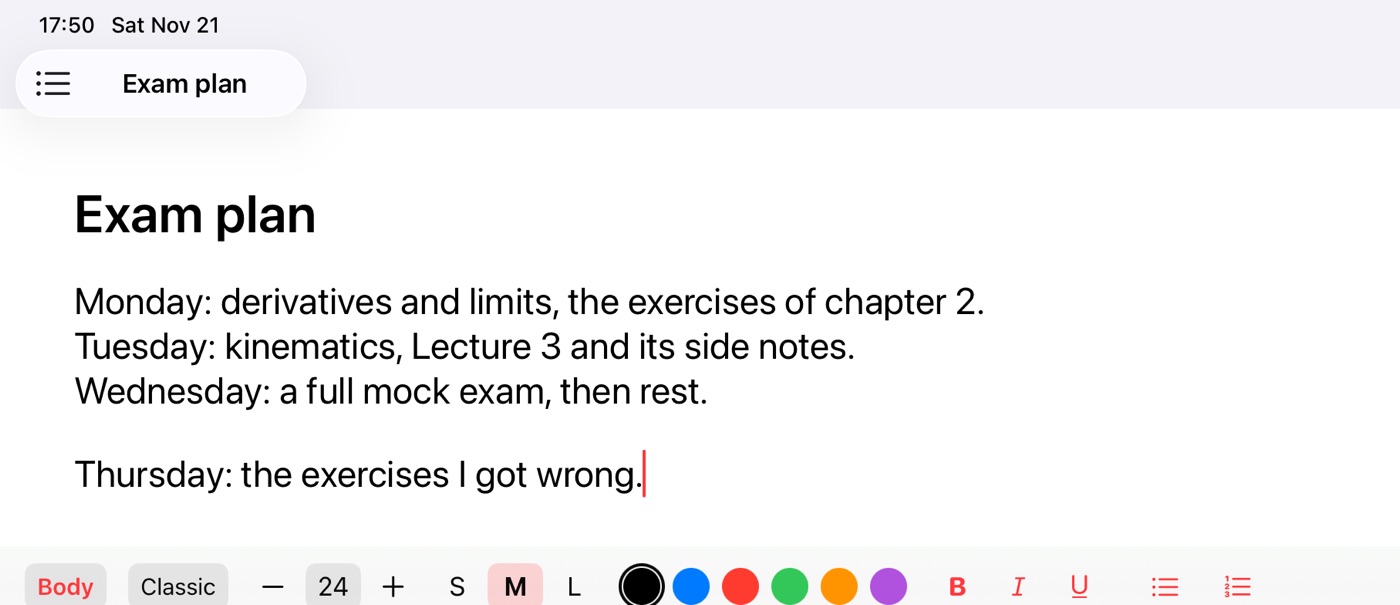 17:50 Sat Nov 21
Exam plan
Exam plan
Monday: derivatives and limits, the exercises of chapter 2.
Tuesday: kinematics, Lecture 3 and its side notes.
Wednesday: a full mock exam, then rest.
Thursday: the exercises I got wrong.
Body Classic — 24 + S M L B I U